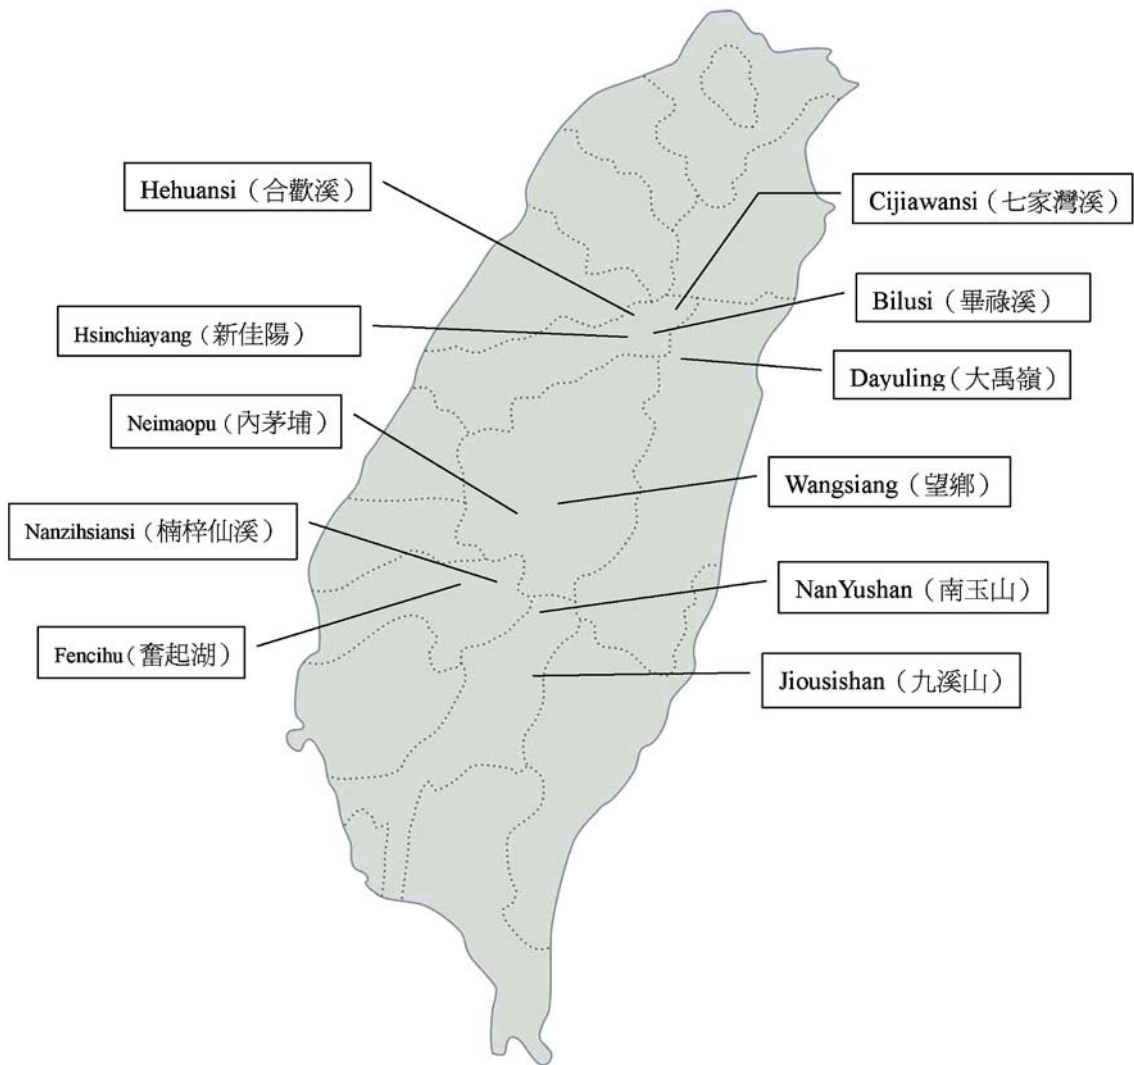 Hehuansi（合歡溪）
Cijiawansi（七家灣溪）
Bilusi（畢祿溪）
Hsinchiayang（新佳陽）
Dayuling（大禹嶺）
Neimaopu（內茅埔）
Wangsiang（望鄉）
Nanzihsiansi（楠梓仙溪）
NanYushan（南玉山）
Fencihu（奮起湖）
Jiousishan（九溪山）